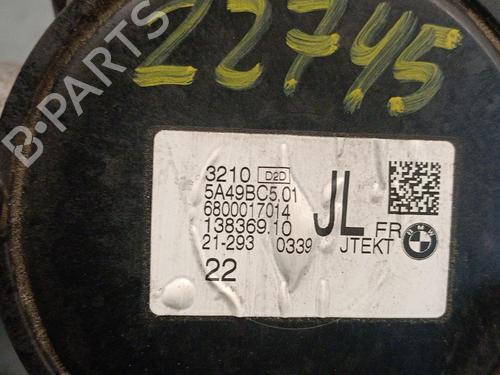 22745
B-PARTS
3210 D2D
5A49BC5.01
6800017014
138369.10
21-293 0339
22
JL FR
JTEKT
BMW